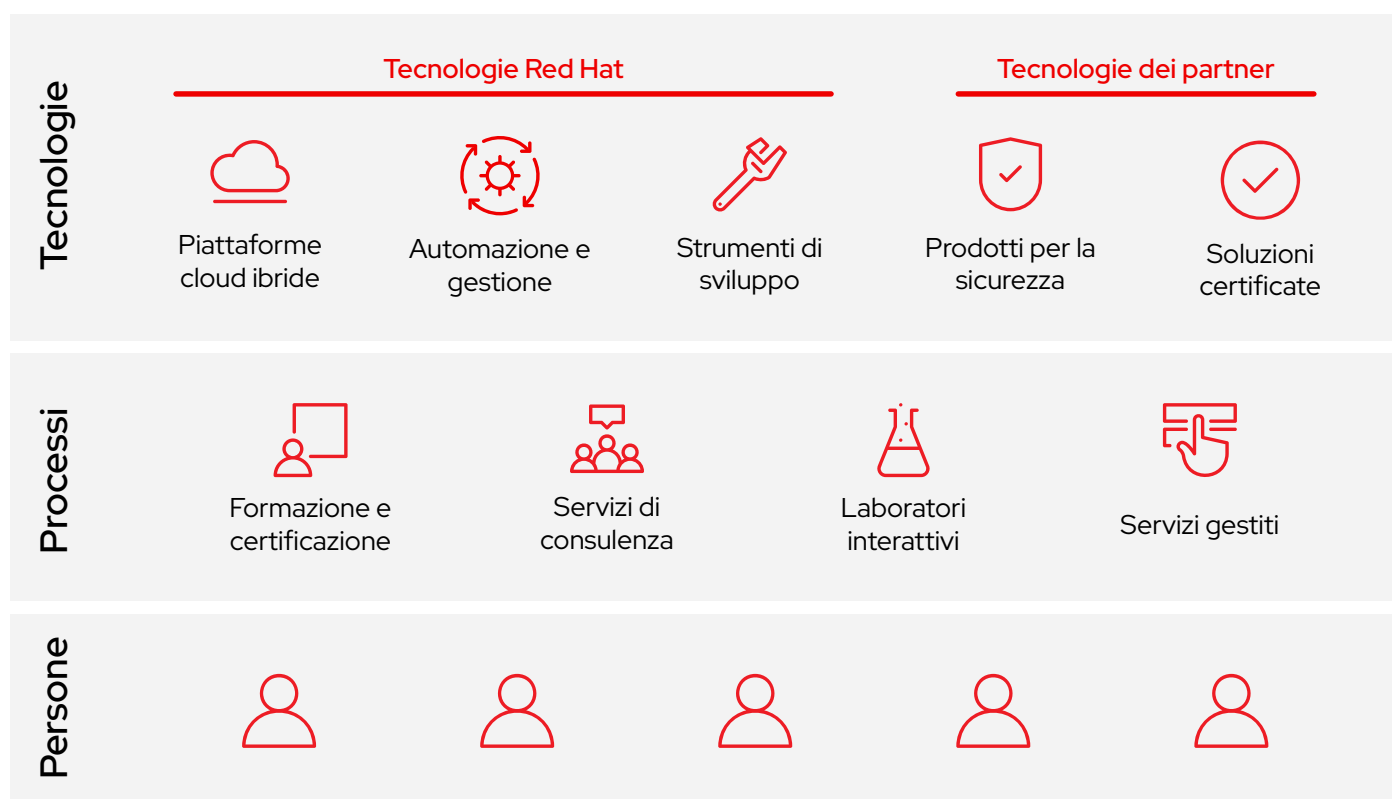 Tecnologie
Tecnologie Red Hat
Tecnologie dei partner
Piattaforme
cloud ibride
Automazione e
gestione
Strumenti di
sviluppo
Prodotti per la
sicurezza
Soluzioni
certificate
Processi
Formazione e
certificazione
Servizi di
consulenza
Laboratori
interattivi
Servizi gestiti
Persone